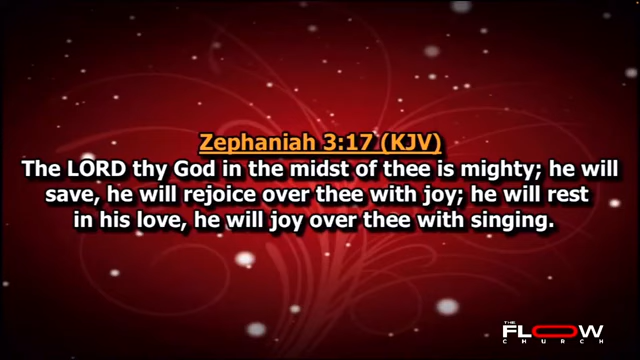 Zephaniah 3:17 (KJV)
The LORD thy God in the midst of thee is mighty; he will
save, he will rejoice over thee with joy; he will rest
in his love, he will joy over thee with singing.
THE
FLOW
CHURCH